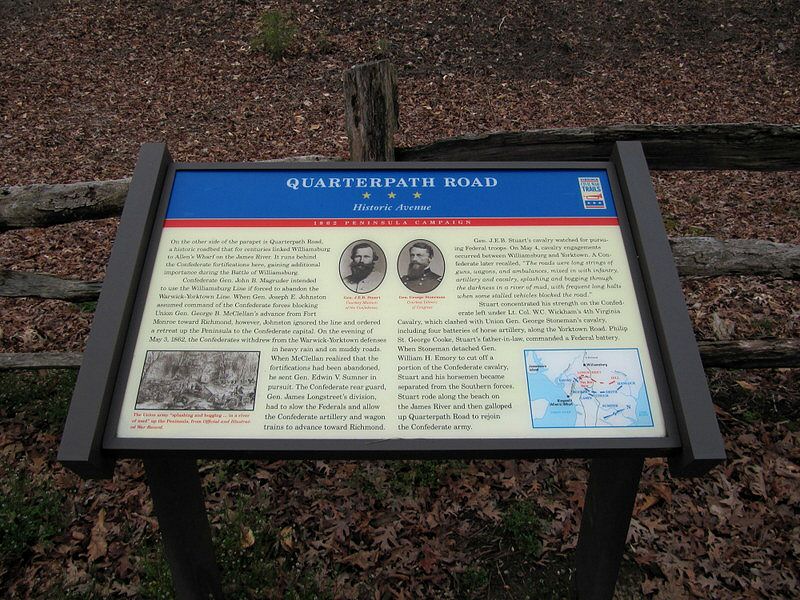 QUARTERPATH ROAD
Historic Avenue
CIVIL WAR
TRAILS
1862 PENINSULA CAMPAIGN
On the other side of the parapet is Quarterpath Road,
a historic roadbed that for centuries linked Williamsburg
to Allen's Wharf on the James River. It runs behind
the Confederate fortifications here, gaining additional
importance during the Battle of Williamsburg.
Confederate Gen. John B. Magruder intended
to use the Williamsburg Line if forced to abandon the
Warwick-Yorktown Line. When Gen. Joseph E. Johnston
assumed command of the Confederate forces blocking
Union Gen. George B. McClellan's advance from Fort
Monroe toward Richmond, however, Johnston ignored the line and ordered
a retreat up the Peninsula to the Confederate capital. On the evening of
May 3, 1862, the Confederates withdrew from the Warwick-Yorktown defenses
in heavy rain and on muddy roads.
When McClellan realized that the
fortifications had been abandoned,
he sent Gen. Edwin V. Sumner in
pursuit. The Confederate rear guard,
Gen. James Longstreet's division,
had to slow the Federals and allow
the Confederate artillery and wagon
trains to advance toward Richmond.
The Union army "splashing and bogging ... in a river
of mud" up the Peninsula, from Official and Illustrat-
ed War Record.
Gen. J.E.B. Stuart
Courtesy Museum
of the Confederacy
Gen. George Stoneman
Courtesy Library
of Congress
Gen. J.E.B. Stuart's cavalry watched for pursu-
ing Federal troops. On May 4, cavalry engagements
occurred between Williamsburg and Yorktown. A Con-
federate later recalled, "The roads were long strings of
guns, wagons, and ambulances, mixed in with infantry,
artillery and cavalry, splashing and bogging through
the darkness in a river of mud, with frequent long halts
when some stalled vehicles blocked the road."
Stuart concentrated his strength on the Confed-
erate left under Lt. Col. W.C. Wickham's 4th Virginia
Cavalry, which clashed with Union Gen. George Stoneman's cavalry,
including four batteries of horse artillery, along the Yorktown Road. Philip
St. George Cooke, Stuart's father-in-law, commanded a Federal battery.
When Stoneman detached Gen.
William H. Emory to cut off a
portion of the Confederate cavalry,
Stuart and his horsemen became
separated from the Southern forces.
Stuart rode along the beach on
the James River and then galloped
up Quarterpath Road to rejoin
the Confederate army.
Williamsburg